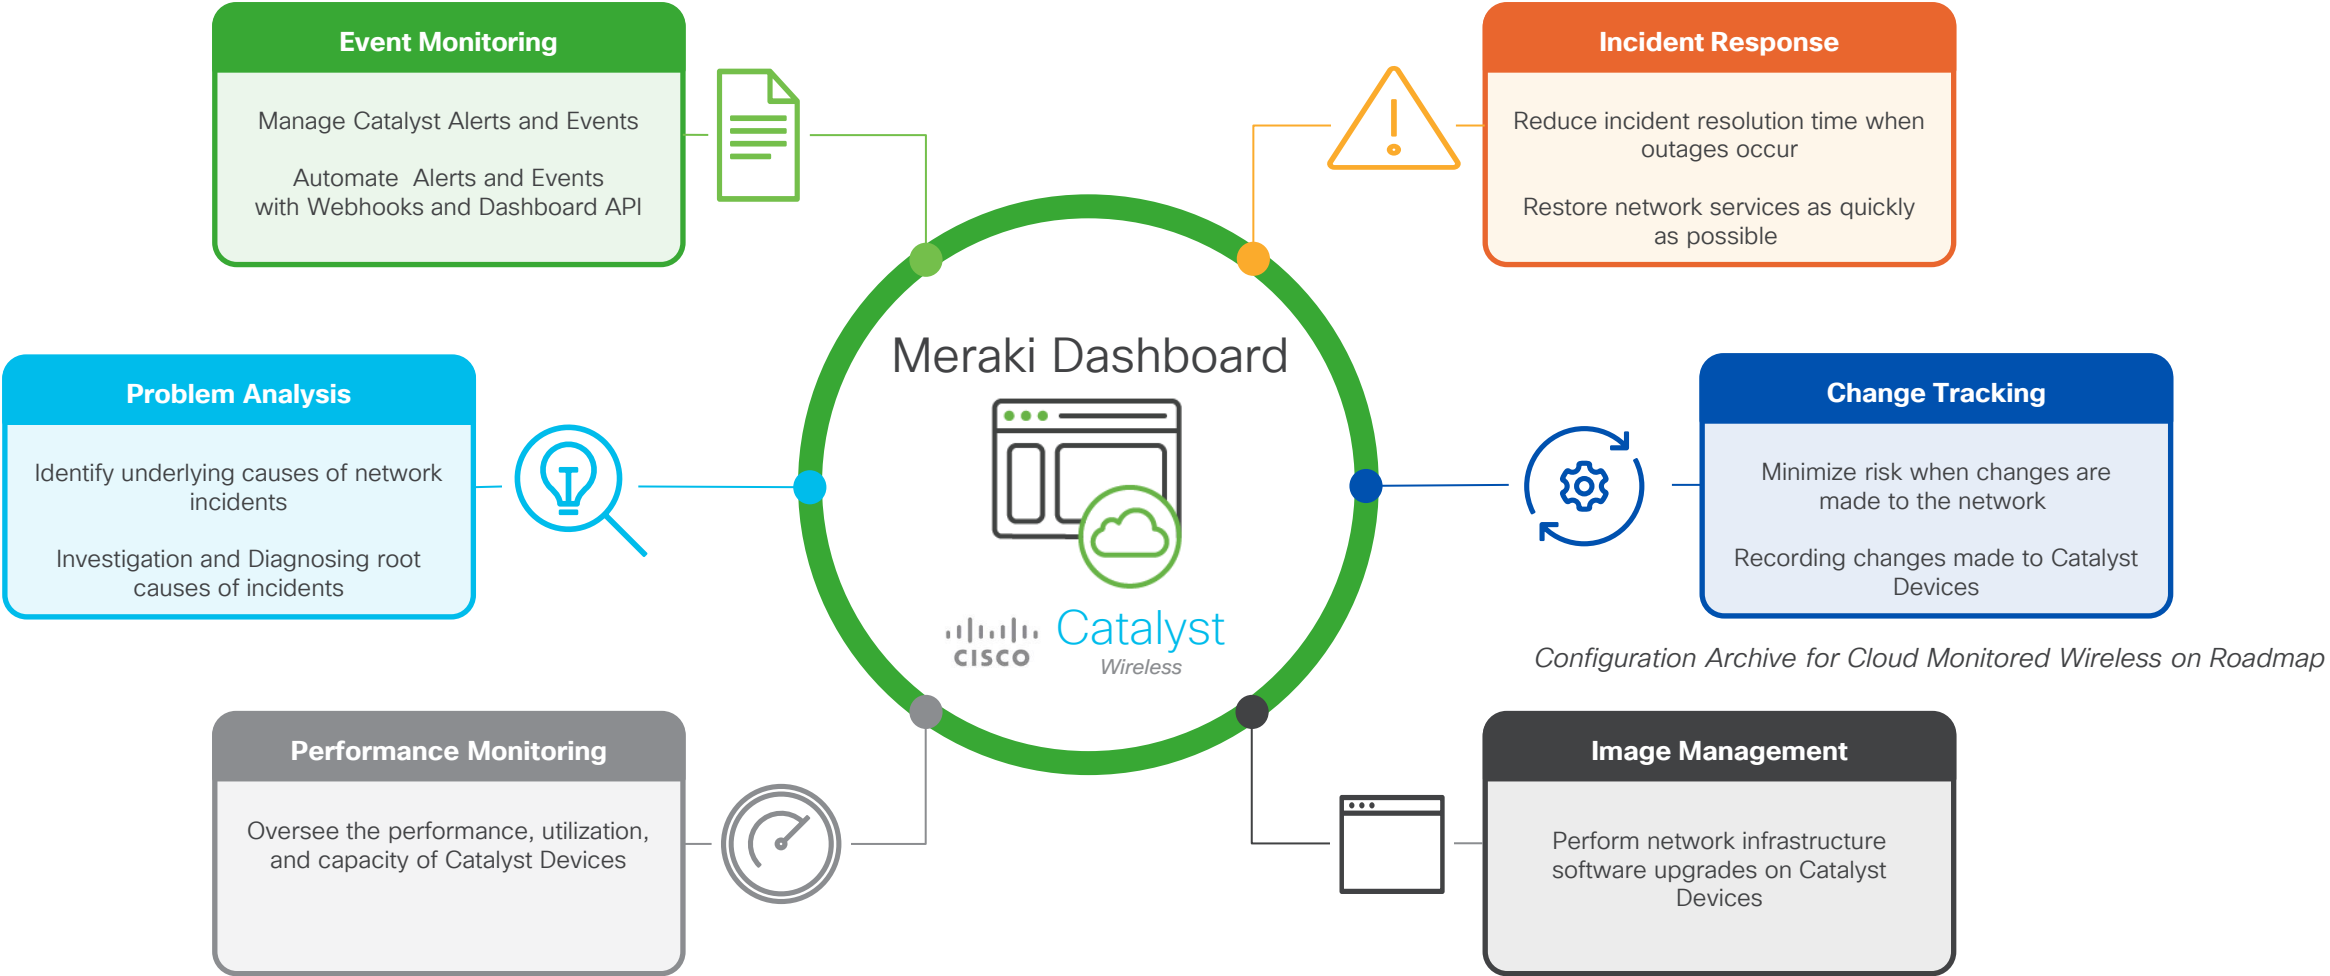 Event Monitoring
Manage Catalyst Alerts and Events
Automate  Alerts and Events
with Webhooks and Dashboard API
Incident Response
Reduce incident resolution time when
outages occur
Restore network services as quickly
as possible
Problem Analysis
Identify underlying causes of network
incidents
Investigation and Diagnosing root
causes of incidents
Meraki Dashboard
CISCO
Catalyst
Wireless
Change Tracking
Minimize risk when changes are
made to the network
Recording changes made to Catalyst
Devices
Configuration Archive for Cloud Monitored Wireless on Roadmap
Performance Monitoring
Oversee the performance, utilization,
and capacity of Catalyst Devices
Image Management
Perform network infrastructure
software upgrades on Catalyst
Devices